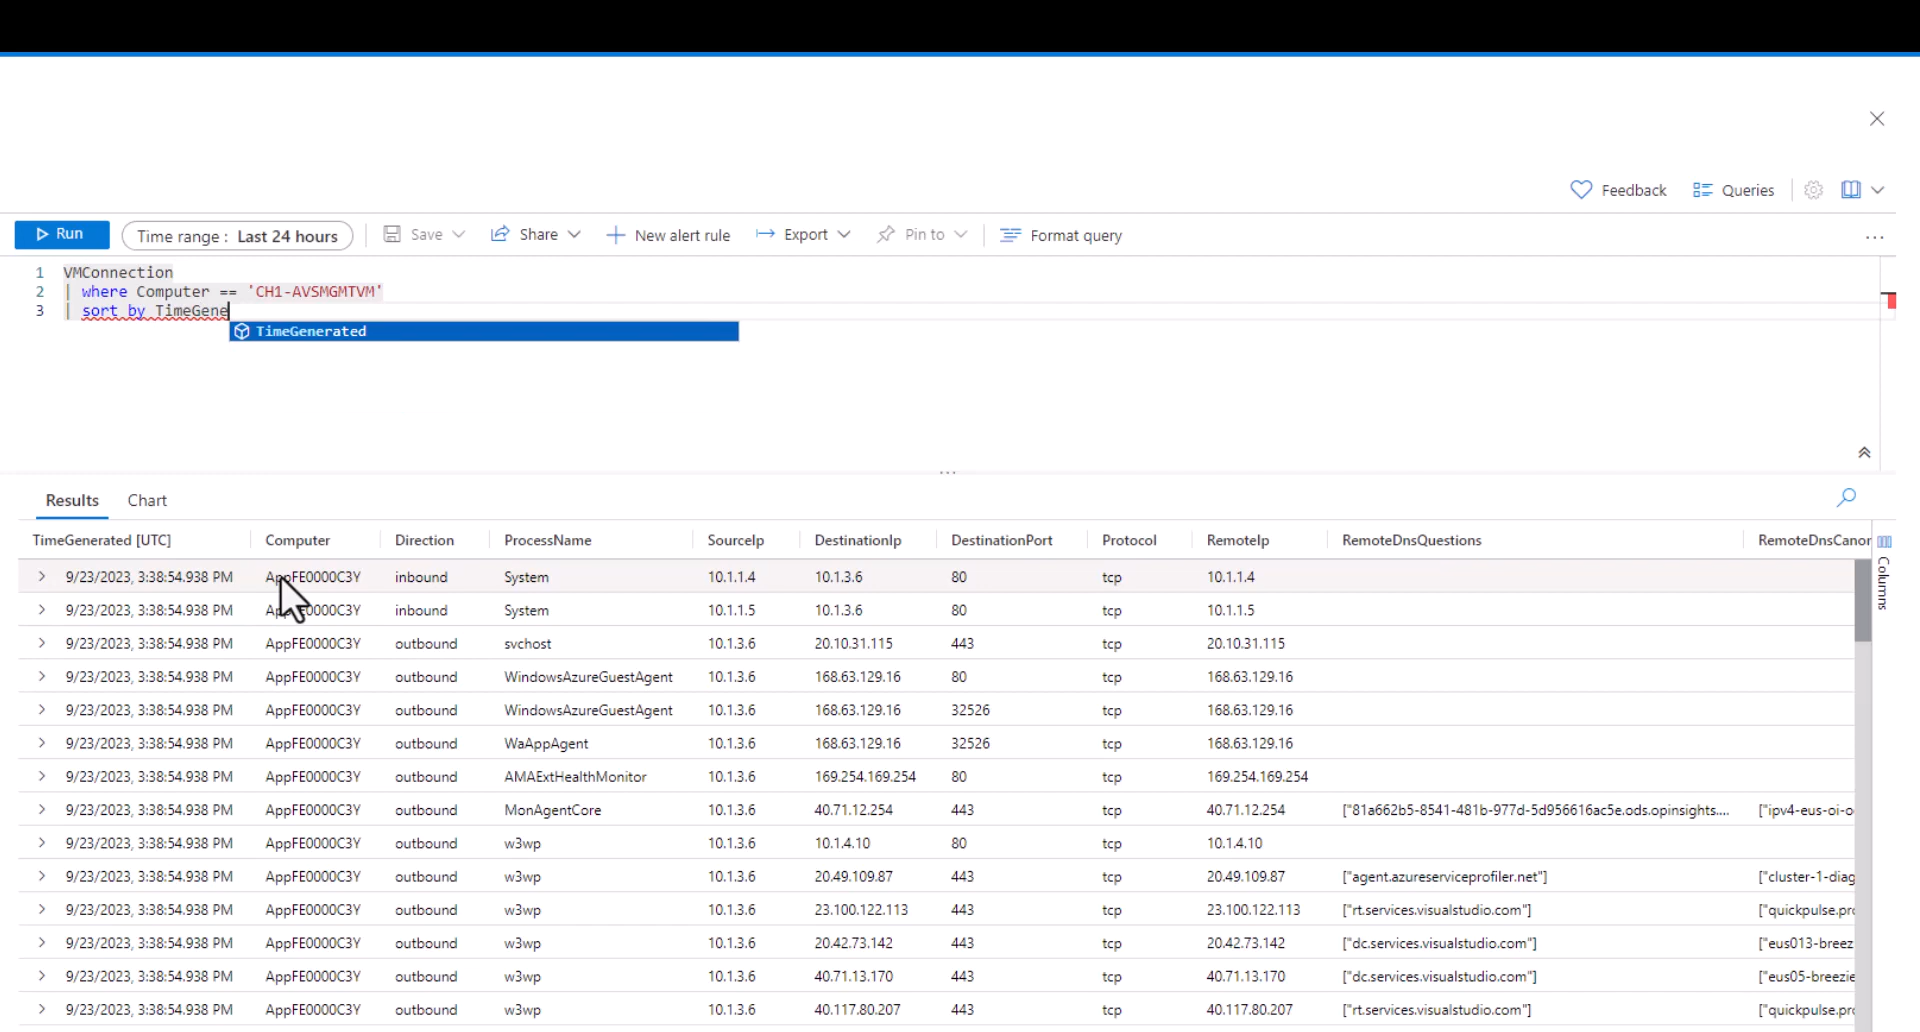 Feedback Queries
Run Time range : Last 24 hours Save Share New alert rule Export Pin to Format query ...
1 VMConnection
2 | where Computer == 'CH1-AVSMGMTVM'
3 | sort by TimeGene
TimeGenerated
Results Chart
TimeGenerated [UTC] Computer Direction ProcessName SourceIp DestinationIp DestinationPort Protocol RemoteIp RemoteDnsQuestions RemoteDnsCanor
Columns
9/23/2023, 3:38:54.938 PM AppFE0000C3Y inbound System 10.1.1.4 10.1.3.6 80 tcp 10.1.1.4
9/23/2023, 3:38:54.938 PM AppFE0000C3Y inbound System 10.1.1.5 10.1.3.6 80 tcp 10.1.1.5
9/23/2023, 3:38:54.938 PM AppFE0000C3Y outbound svchost 10.1.3.6 20.10.31.115 443 tcp 20.10.31.115
9/23/2023, 3:38:54.938 PM AppFE0000C3Y outbound WindowsAzureGuestAgent 10.1.3.6 168.63.129.16 80 tcp 168.63.129.16
9/23/2023, 3:38:54.938 PM AppFE0000C3Y outbound WindowsAzureGuestAgent 10.1.3.6 168.63.129.16 32526 tcp 168.63.129.16
9/23/2023, 3:38:54.938 PM AppFE0000C3Y outbound WaAppAgent 10.1.3.6 168.63.129.16 32526 tcp 168.63.129.16
9/23/2023, 3:38:54.938 PM AppFE0000C3Y outbound AMAExtHealthMonitor 10.1.3.6 169.254.169.254 80 tcp 169.254.169.254
9/23/2023, 3:38:54.938 PM AppFE0000C3Y outbound MonAgentCore 10.1.3.6 40.71.12.254 443 tcp 40.71.12.254 ["81a662b5-8541-481b-977d-5d956616ac5e.ods.opinsights.... ["ipv4-eus-oi-o
9/23/2023, 3:38:54.938 PM AppFE0000C3Y outbound w3wp 10.1.3.6 10.1.4.10 80 tcp 10.1.4.10
9/23/2023, 3:38:54.938 PM AppFE0000C3Y outbound w3wp 10.1.3.6 20.49.109.87 443 tcp 20.49.109.87 ["agent.azureserviceprofiler.net"] ["cluster-1-diag
9/23/2023, 3:38:54.938 PM AppFE0000C3Y outbound w3wp 10.1.3.6 23.100.122.113 443 tcp 23.100.122.113 ["rt.services.visualstudio.com"] ["quickpulse.pro
9/23/2023, 3:38:54.938 PM AppFE0000C3Y outbound w3wp 10.1.3.6 20.42.73.142 443 tcp 20.42.73.142 ["dc.services.visualstudio.com"] ["eus013-breez
9/23/2023, 3:38:54.938 PM AppFE0000C3Y outbound w3wp 10.1.3.6 40.71.13.170 443 tcp 40.71.13.170 ["dc.services.visualstudio.com"] ["eus05-breezie
9/23/2023, 3:38:54.938 PM AppFE0000C3Y outbound w3wp 10.1.3.6 40.117.80.207 443 tcp 40.117.80.207 ["rt.services.visualstudio.com"] ["quickpulse.pro